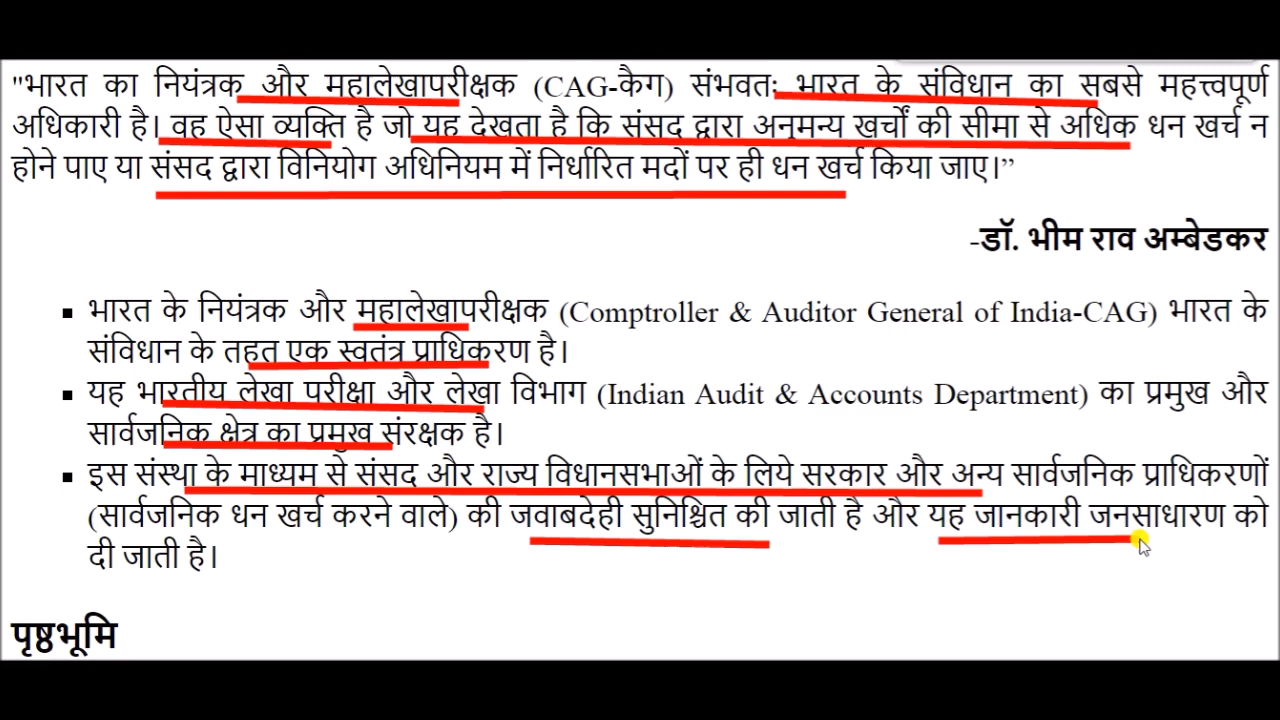 "भारत का नियंत्रक और महालेखापरीक्षक (CAG-कैग) संभवतः भारत के संविधान का सबसे महत्त्वपूर्ण
अधिकारी है। वह ऐसा व्यक्ति है जो यह देखता है कि संसद द्वारा अनुमन्य खर्चों की सीमा से अधिक धन खर्च न
होने पाए या संसद द्वारा विनियोग अधिनियम में निर्धारित मदों पर ही धन खर्च किया जाए।”
-डॉ. भीम राव अम्बेडकर
▪ भारत के नियंत्रक और महालेखापरीक्षक (Comptroller & Auditor General of India-CAG) भारत के
संविधान के तहत एक स्वतंत्र प्राधिकरण है।
▪ यह भारतीय लेखा परीक्षा और लेखा विभाग (Indian Audit & Accounts Department) का प्रमुख और
सार्वजनिक क्षेत्र का प्रमुख संरक्षक है।
▪ इस संस्था के माध्यम से संसद और राज्य विधानसभाओं के लिये सरकार और अन्य सार्वजनिक प्राधिकरणों
(सार्वजनिक धन खर्च करने वाले) की जवाबदेही सुनिश्चित की जाती है और यह जानकारी जनसाधारण को
दी जाती है।
पृष्ठभूमि